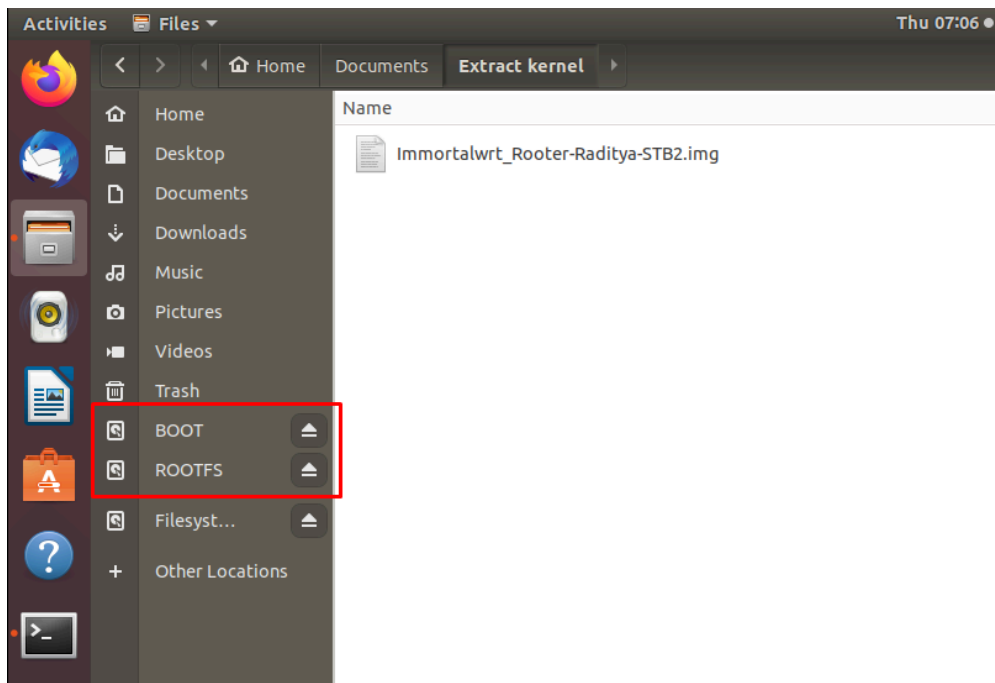 Activities Files Thu 07:06
Home Documents Extract kernel
Name
Home
Immortalwrt_Rooter-Raditya-STB2.img
Desktop
Documents
Downloads
Music
Pictures
Videos
Trash
BOOT
ROOTFS
Filesyst...
Other Locations